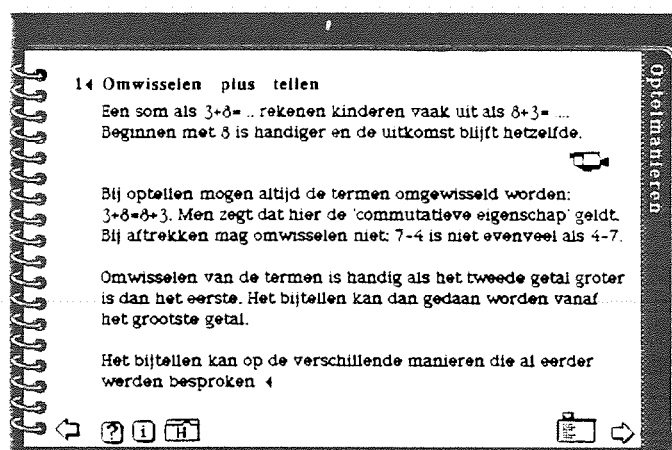 14 Omwisselen plus tellen
Een som als 3+8= .. rekenen kinderen vaak uit als 8+3= ...
Beginnen met 8 is handiger en de uitkomst blijft hetzelfde.
Bij optellen mogen altijd de termen omgewisseld worden:
3+8=8+3. Men zegt dat hier de 'commutatieve eigenschap' geldt.
Bij aftrekken mag omwisselen niet: 7-4 is niet evenveel als 4-7.
Omwisselen van de termen is handig als het tweede getal groter
is dan het eerste. Het bijtellen kan dan gedaan worden vanaf
het grootste getal.
Het bijtellen kan op de verschillende manieren die al eerder
werden besproken
? i H
Optelmanieren